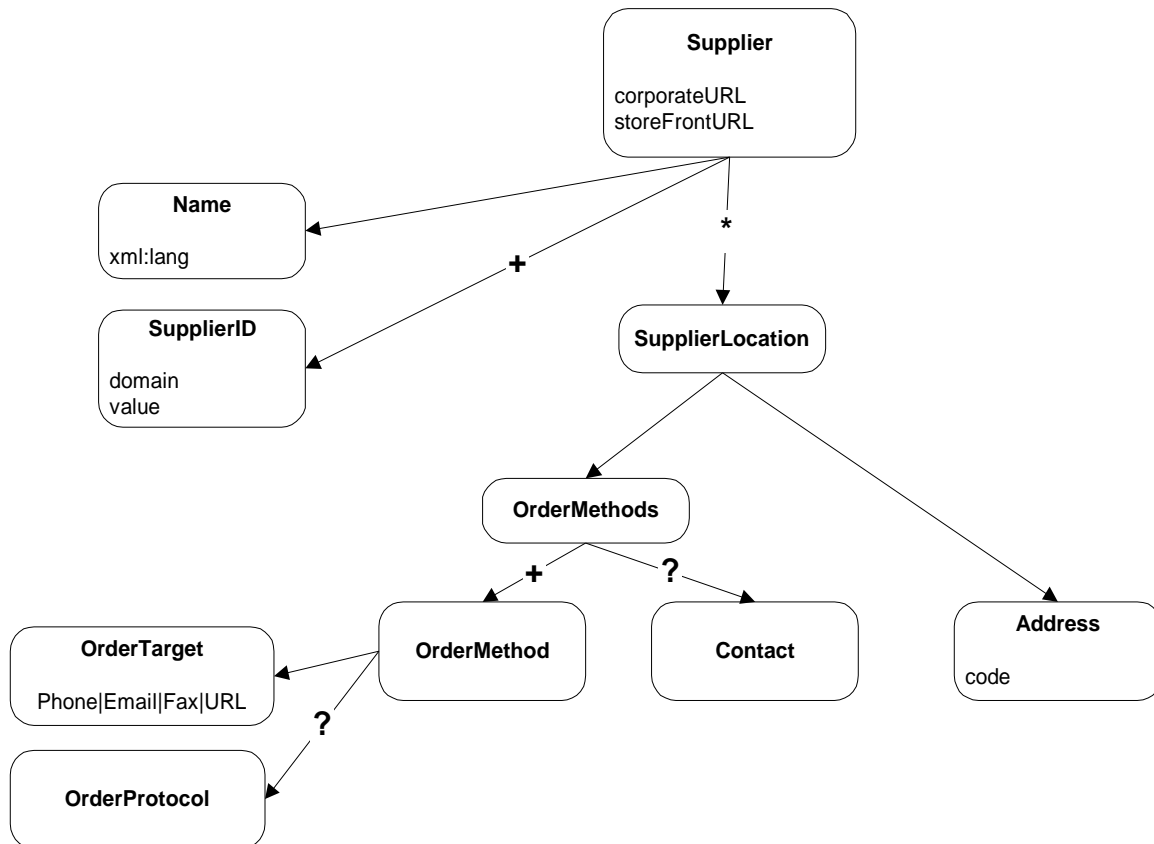 Supplier
corporateURL
storeFrontURL
Name
xml:lang
*
+
SupplierID
domain
value
SupplierLocation
OrderMethods
+
?
OrderMethod
Contact
Address
code
OrderTarget
Phone|Email|Fax|URL
?
OrderProtocol